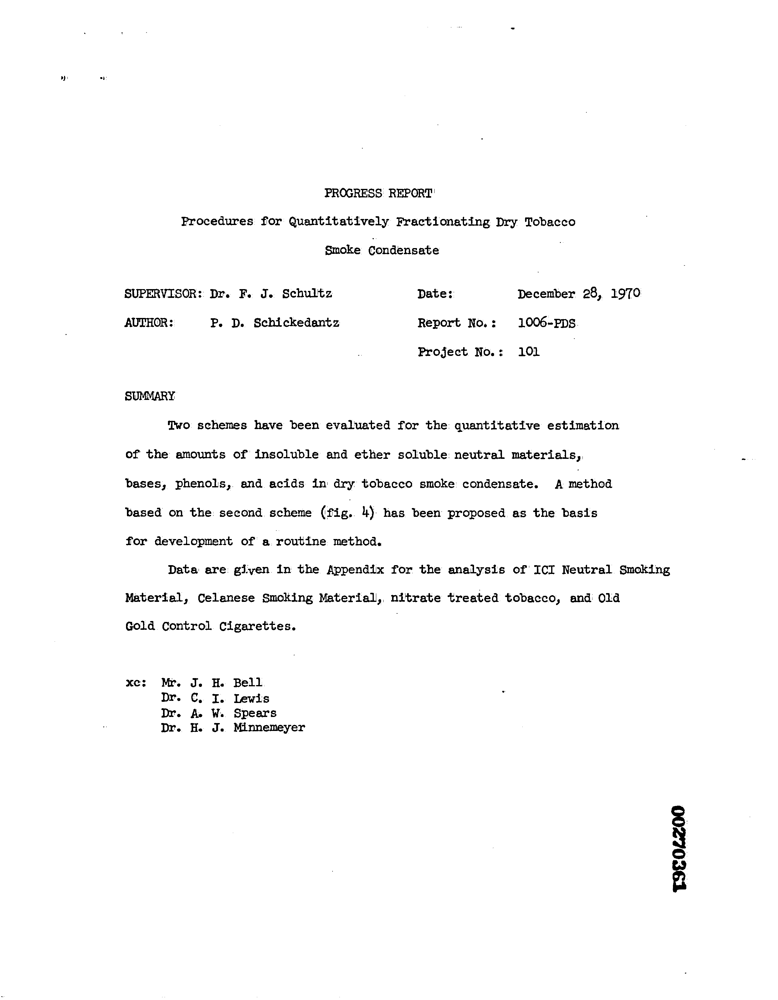 PROGRESS REPORT
Procedures for Quantitatively Fractionating Dry Tobacco
Smoke Condensate
SUPERVISOR: Dr. F. J. Schultz Date: December 28, 1970
AUTHOR: P. D. Schickedantz Report No.: 1006-PDS
Project No.: 101
SUMMARY
Two schemes have been evaluated for the quantitative estimation
of the amounts of insoluble and ether soluble neutral materials,
bases, phenols, and acids in dry tobacco smoke condensate. A method
based on the second scheme (fig. 4) has been proposed as the basis
for development of a routine method.
Data are given in the Appendix for the analysis of ICI Neutral Smoking
Material, Celanese Smoking Material, nitrate treated tobacco, and Old
Gold Control Cigarettes.
xc: Mr. J. H. Bell
Dr. C. I. Lewis
Dr. A. W. Spears
Dr. H. J. Minnemeyer
00270361